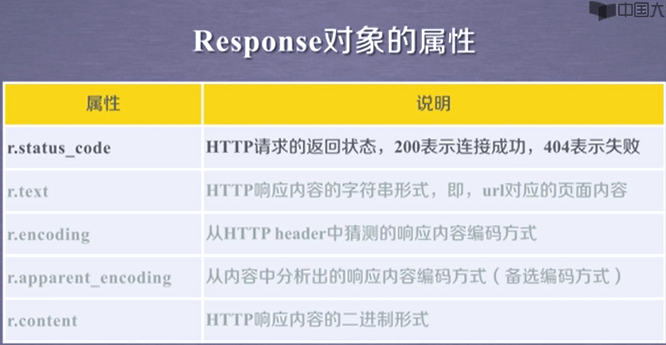 中国大
Response对象的属性
属性 说明
r.status_code HTTP请求的返回状态，200表示连接成功，404表示失败
r.text HTTP响应内容的字符串形式，即，url对应的页面内容
r.encoding 从HTTP header中猜测的响应内容编码方式
r.apparent_encoding 从内容中分析出的响应内容编码方式（备选编码方式）
r.content HTTP响应内容的二进制形式